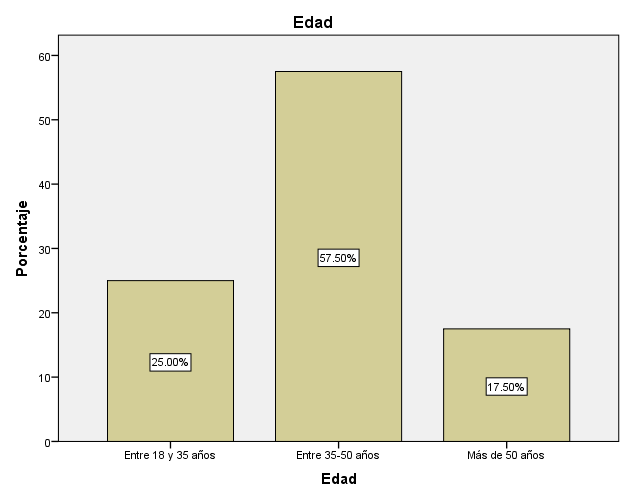 Edad
Porcentaje
60
50
40
30
20
10
0
25.00%
57.50%
17.50%
Entre 18 y 35 años
Entre 35-50 años
Más de 50 años
Edad